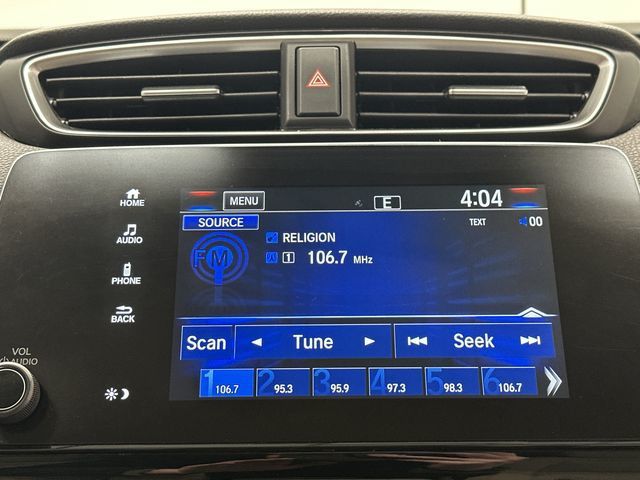 MENU E 4:04
HOME
SOURCE TEXT 00
AUDIO
FM
RELIGION
1 106.7 MHz
PHONE
BACK
Scan Tune Seek
VOL
AUDIO
1 106.7 2 95.3 3 95.9 4 97.3 5 98.3 6 106.7